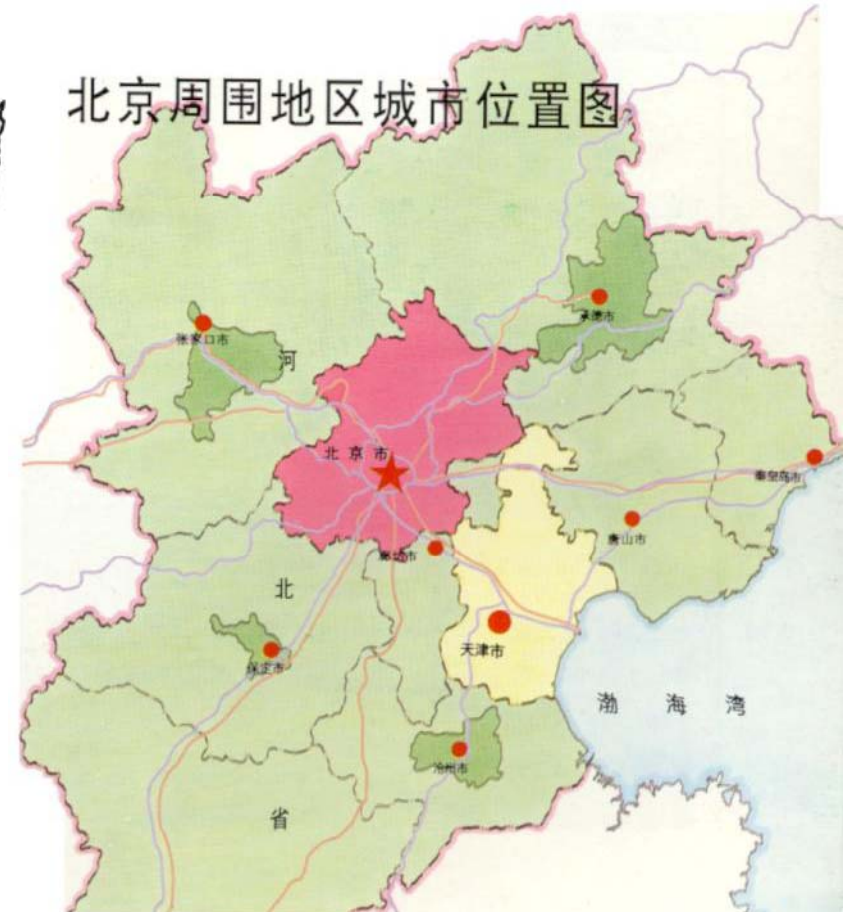 北京周围地区城市位置图
承德市
张家口市
河
北京市
秦皇岛市
唐山市
廊坊市
北
天津市
保定市
渤海湾
沧州市
省